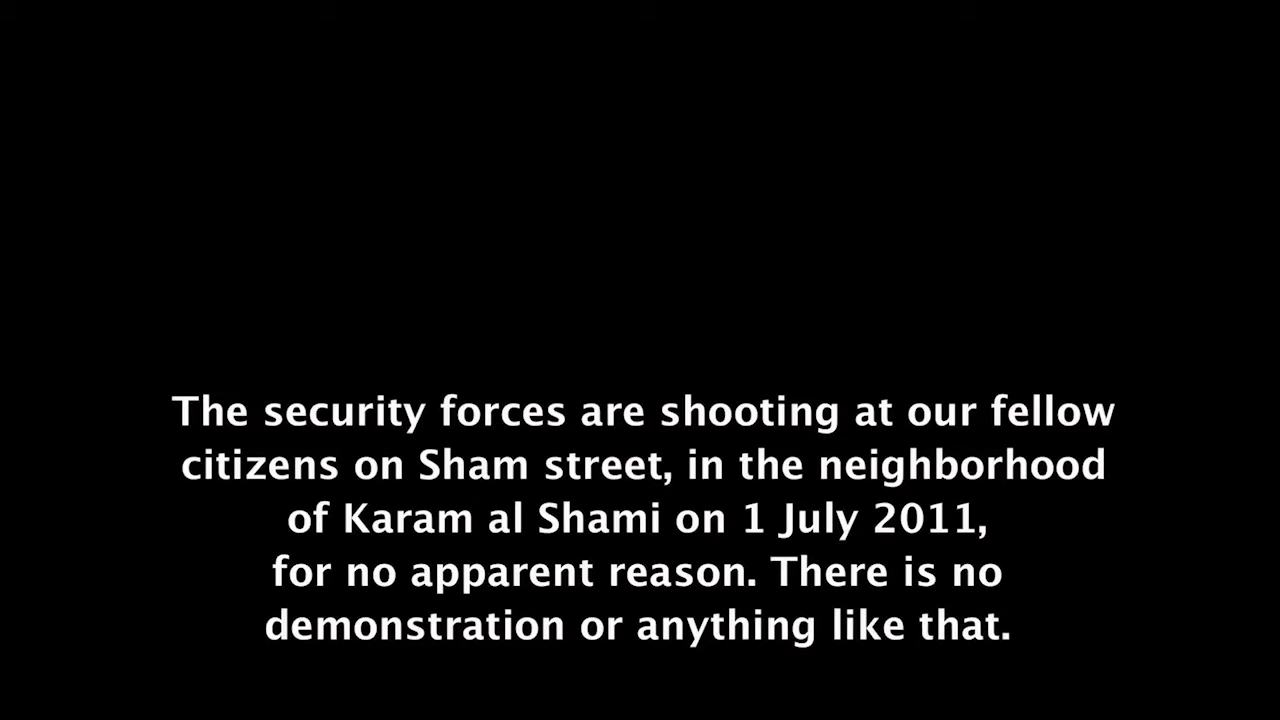 The security forces are shooting at our fellow
citizens on Sham street, in the neighborhood
of Karam al Shami on 1 July 2011,
for no apparent reason. There is no
demonstration or anything like that.